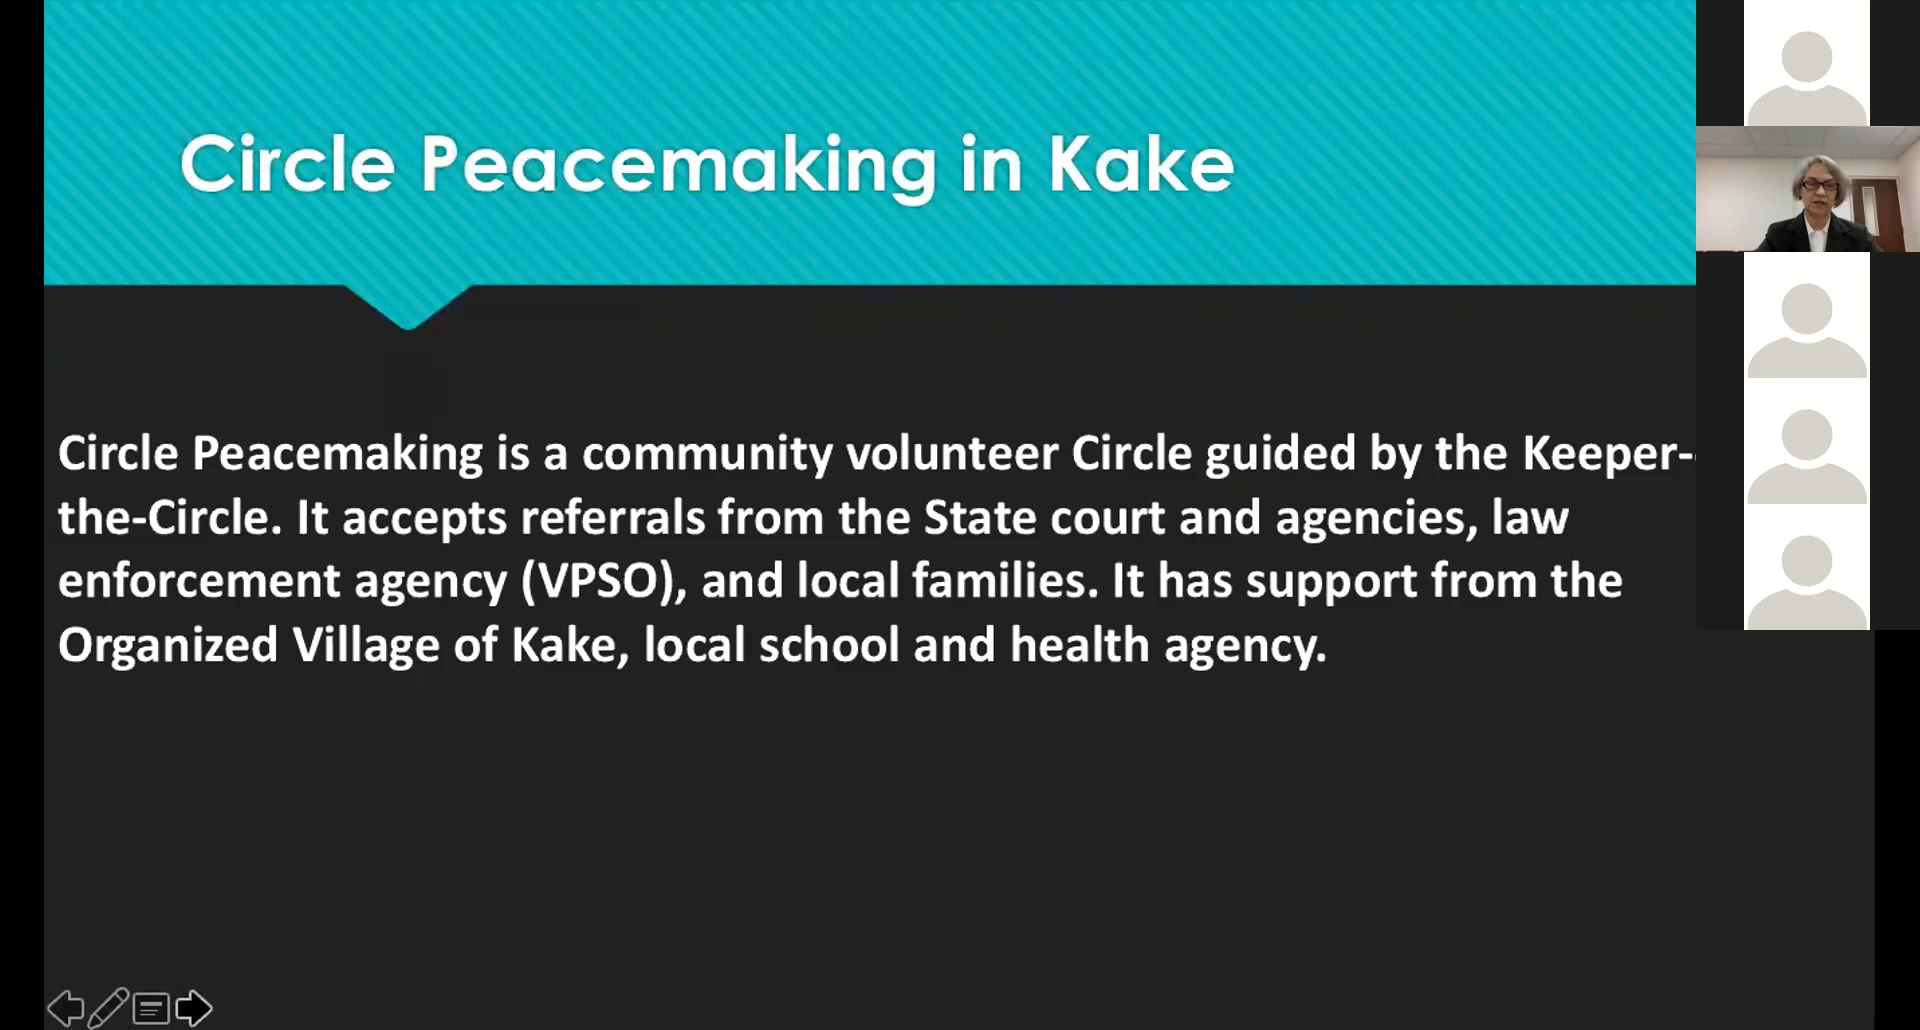 Circle Peacemaking in Kake
Circle Peacemaking is a community volunteer Circle guided by the Keeper-
the-Circle. It accepts referrals from the State court and agencies, law
enforcement agency (VPSO), and local families. It has support from the
Organized Village of Kake, local school and health agency.